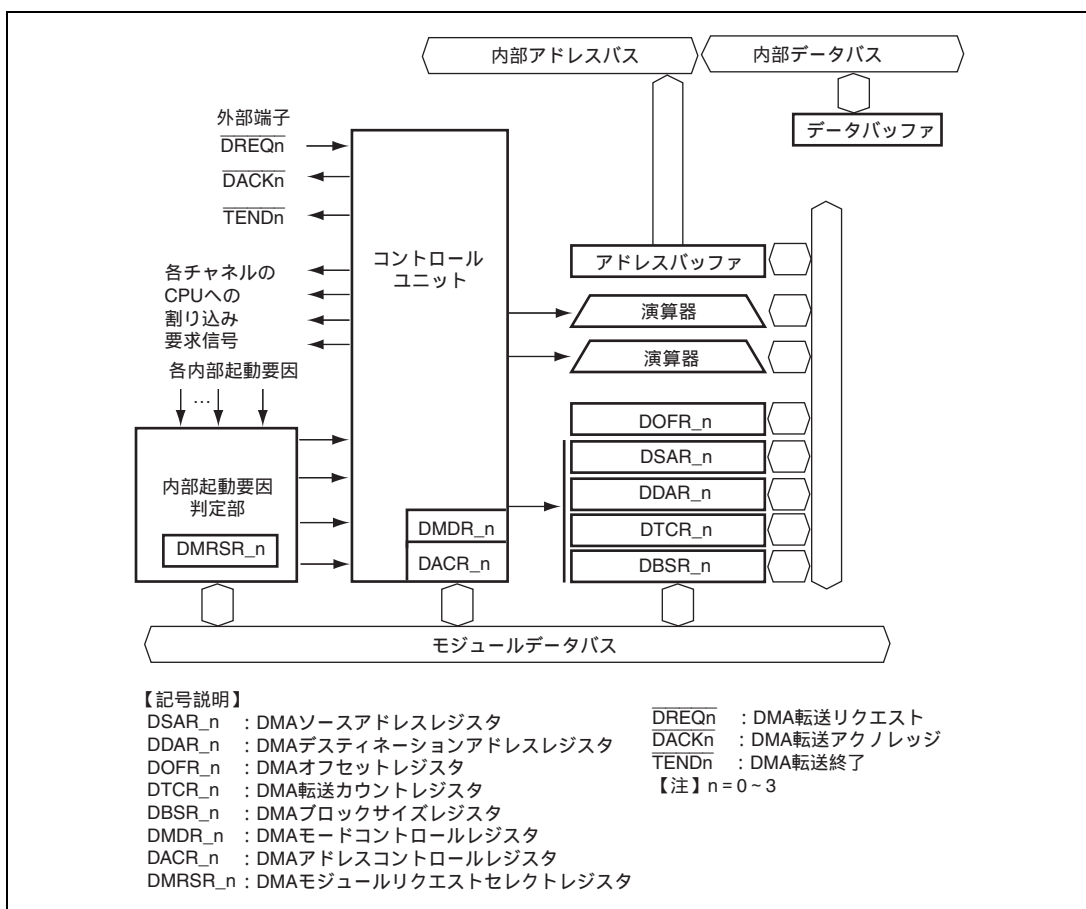 内部アドレスバス
内部データバス
データバッファ
外部端子
D̅R̅E̅Q̅n̅
D̅A̅C̅K̅n̅
T̅E̅N̅D̅n̅
コントロール
ユニット
各チャネルの
CPUへの
割り込み
要求信号
各内部起動要因
…
内部起動要因
判定部
DMRSR_n
DMDR_n
DACR_n
アドレスバッファ
演算器
演算器
DOFR_n
DSAR_n
DDAR_n
DTCR_n
DBSR_n
モジュールデータバス
【記号説明】
DSAR_n :DMAソースアドレスレジスタ
DDAR_n :DMAデスティネーションアドレスレジスタ
DOFR_n :DMAオフセットレジスタ
DTCR_n :DMA転送カウントレジスタ
DBSR_n :DMAブロックサイズレジスタ
DMDR_n :DMAモードコントロールレジスタ
DACR_n :DMAアドレスコントロールレジスタ
DMRSR_n:DMAモジュールリクエストセレクトレジスタ
D̅R̅E̅Q̅n̅ :DMA転送リクエスト
D̅A̅C̅K̅n̅ :DMA転送アクノレッジ
T̅E̅N̅D̅n̅ :DMA転送終了
【注】n = 0 ~ 3